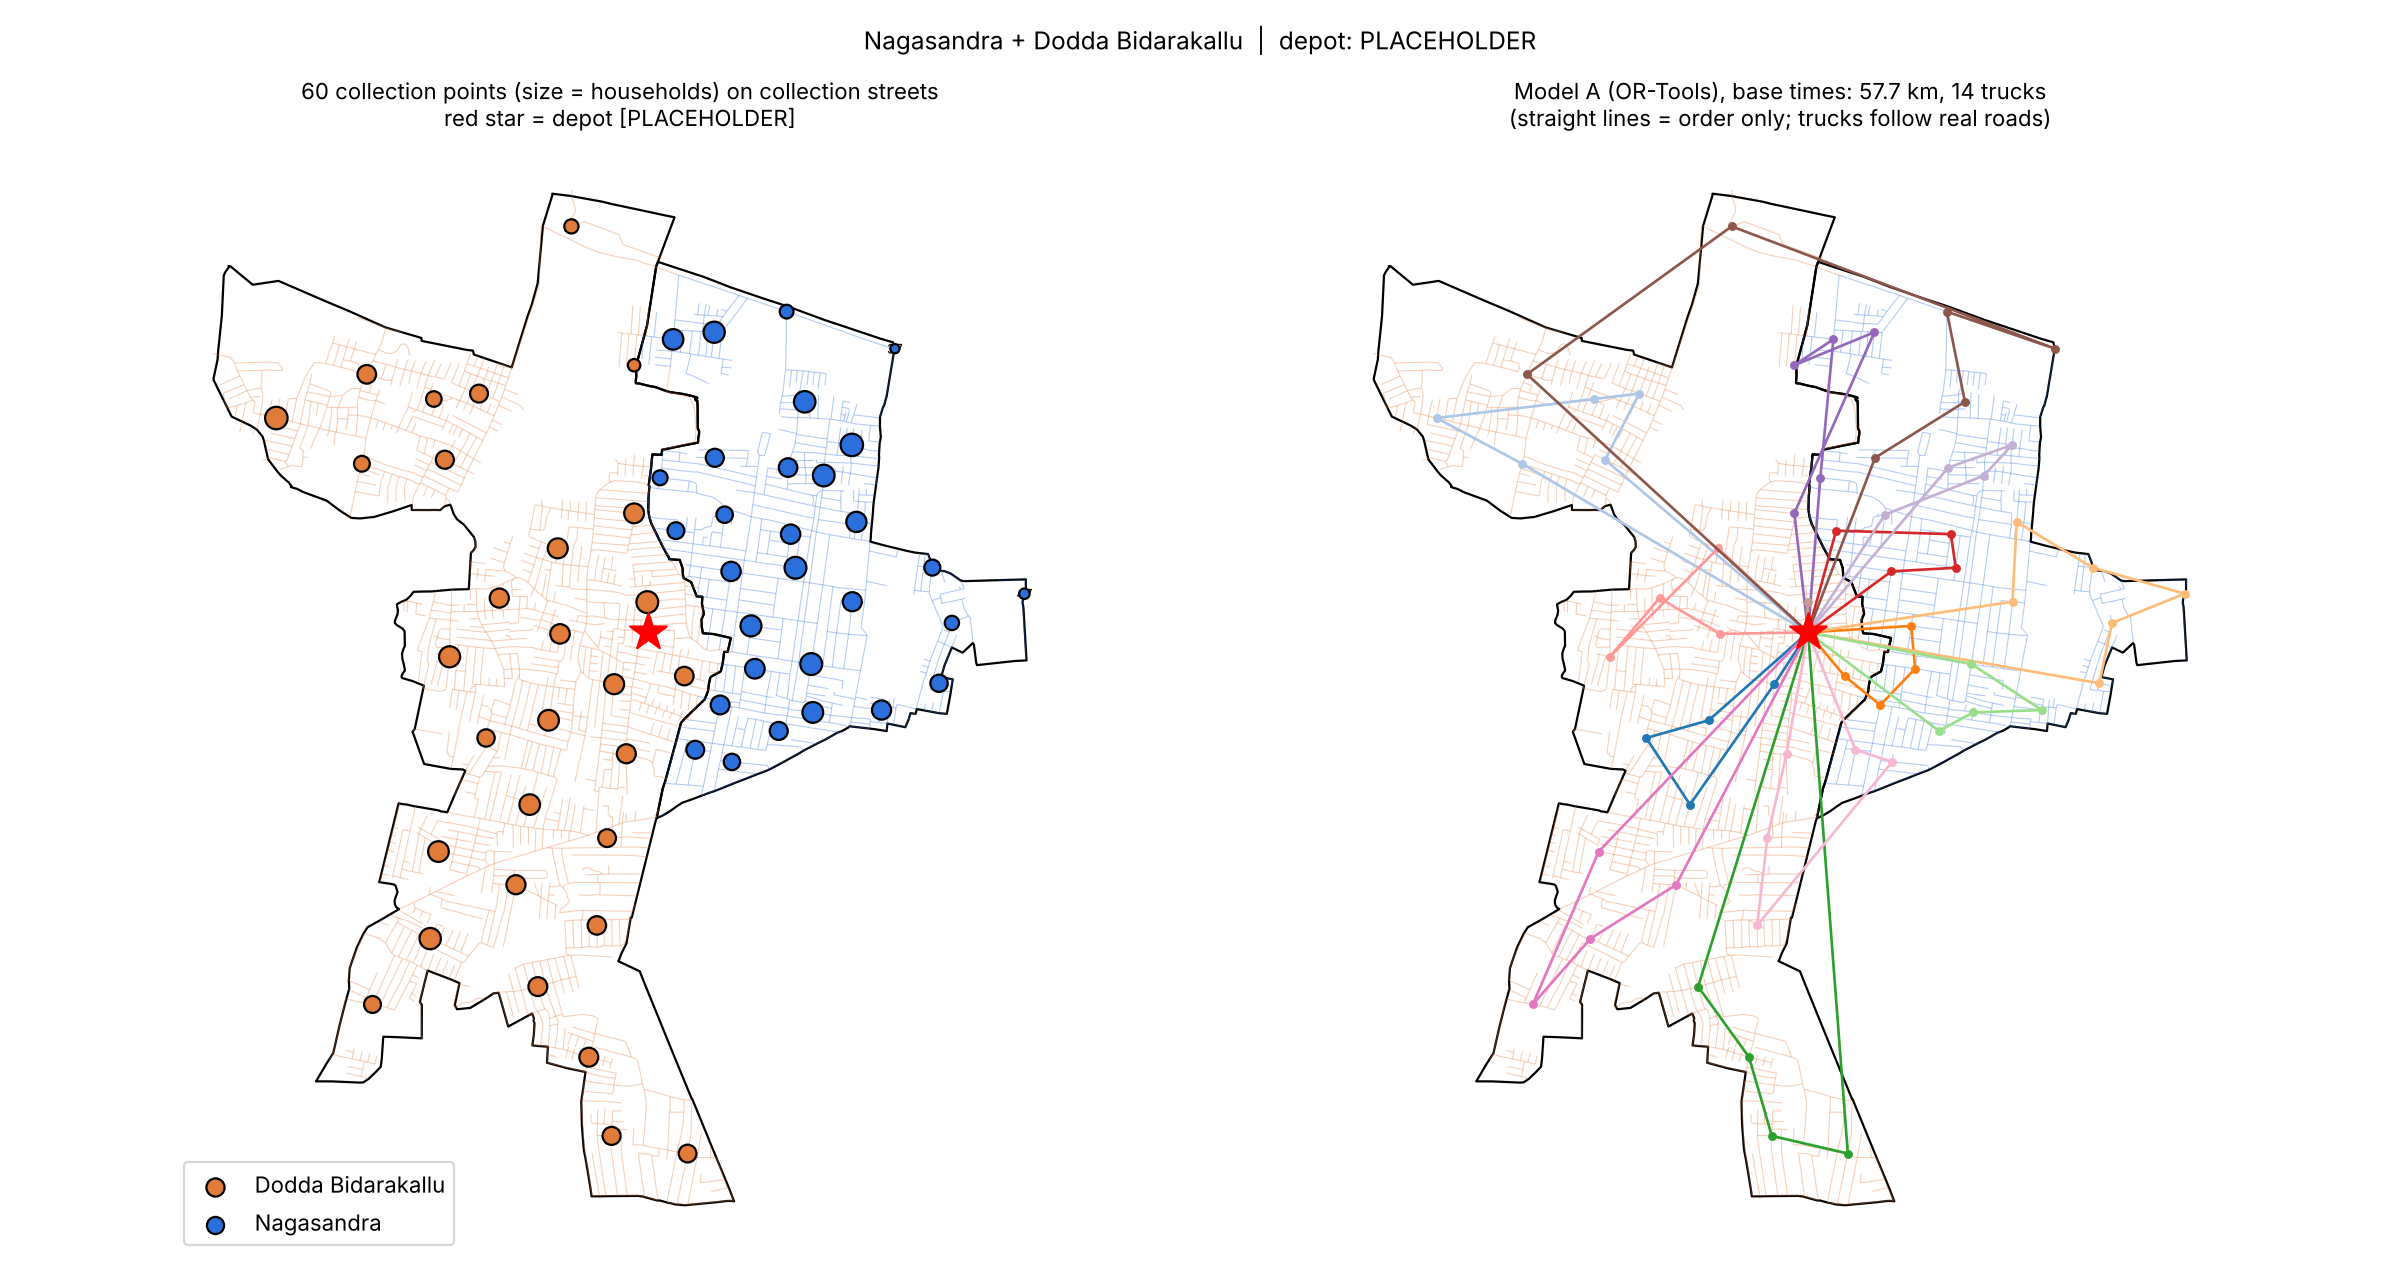 Nagasandra + Dodda Bidarakallu | depot: PLACEHOLDER
60 collection points (size = households) on collection streets
red star = depot [PLACEHOLDER]
Model A (OR-Tools), base times: 57.7 km, 14 trucks
(straight lines = order only; trucks follow real roads)
Dodda Bidarakallu
Nagasandra